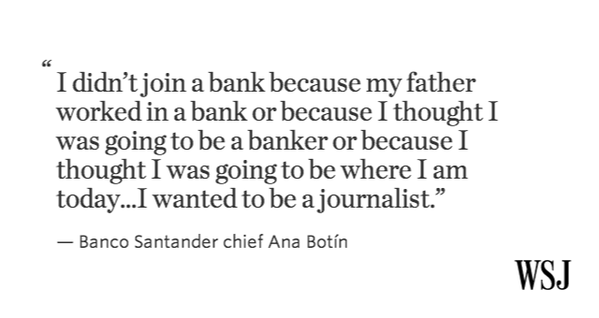 “
I didn’t join a bank because my father
worked in a bank or because I thought I
was going to be a banker or because I
thought I was going to be where I am
today...I wanted to be a journalist.”
— Banco Santander chief Ana Botín
WSJ